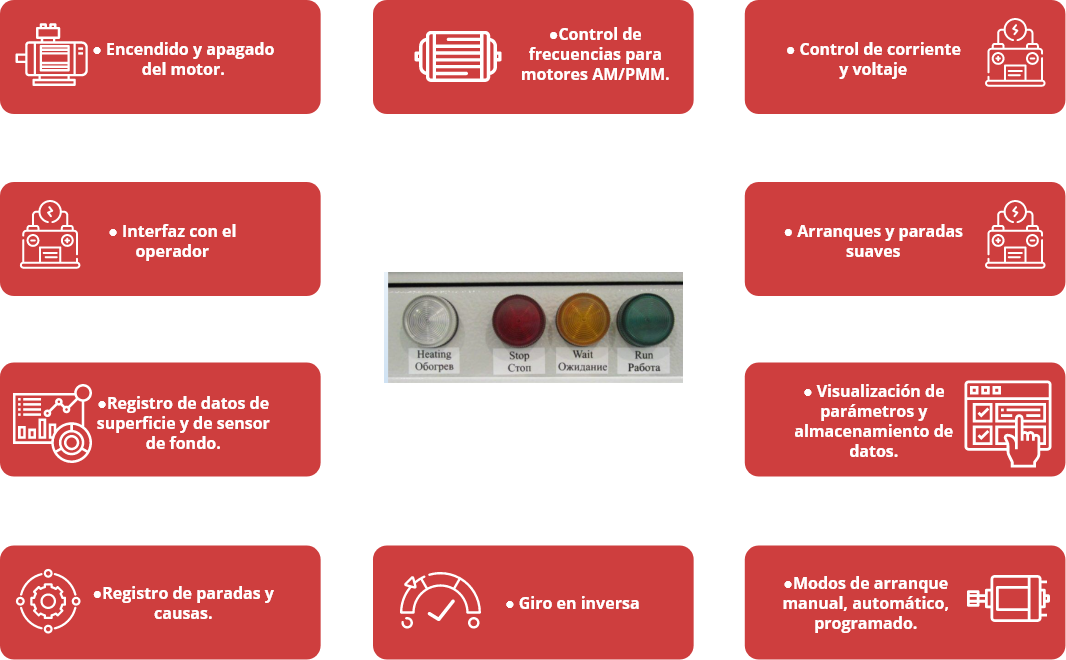 ● Encendido y apagado
del motor.
●Control de
frecuencias para
motores AM/PMM.
● Control de corriente
y voltaje
● Interfaz con el
operador
● Arranques y paradas
suaves
Heating
Обогрев
Stop
Стоп
Wait
Ожидание
Run
Работа
●Registro de datos de
superficie y de sensor
de fondo.
● Visualización de
parámetros y
almacenamiento de
datos.
●Registro de paradas y
causas.
● Giro en inversa
●Modos de arranque
manual, automático,
programado.